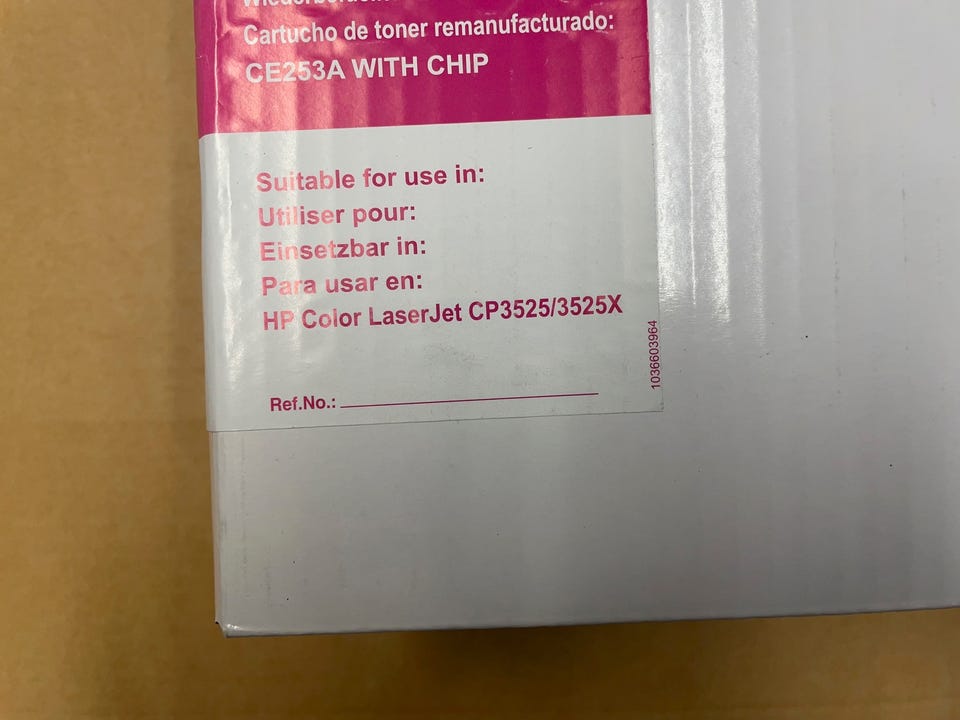 Cartucho de toner remanufacturado:
CE253A WITH CHIP
Suitable for use in:
Utiliser pour:
Einsetzbar in:
Para usar en:
HP Color LaserJet CP3525/3525X
1036603964
Ref.No.: